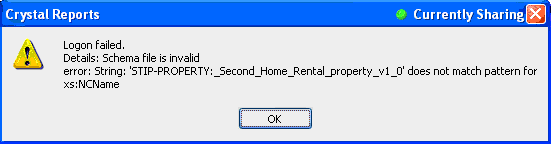 Crystal Reports
Currently Sharing
Logon failed.
Details: Schema file is invalid
error: String: 'STIP-PROPERTY:_Second_Home_Rental_property_v1_0' does not match pattern for
xs:NCName
OK